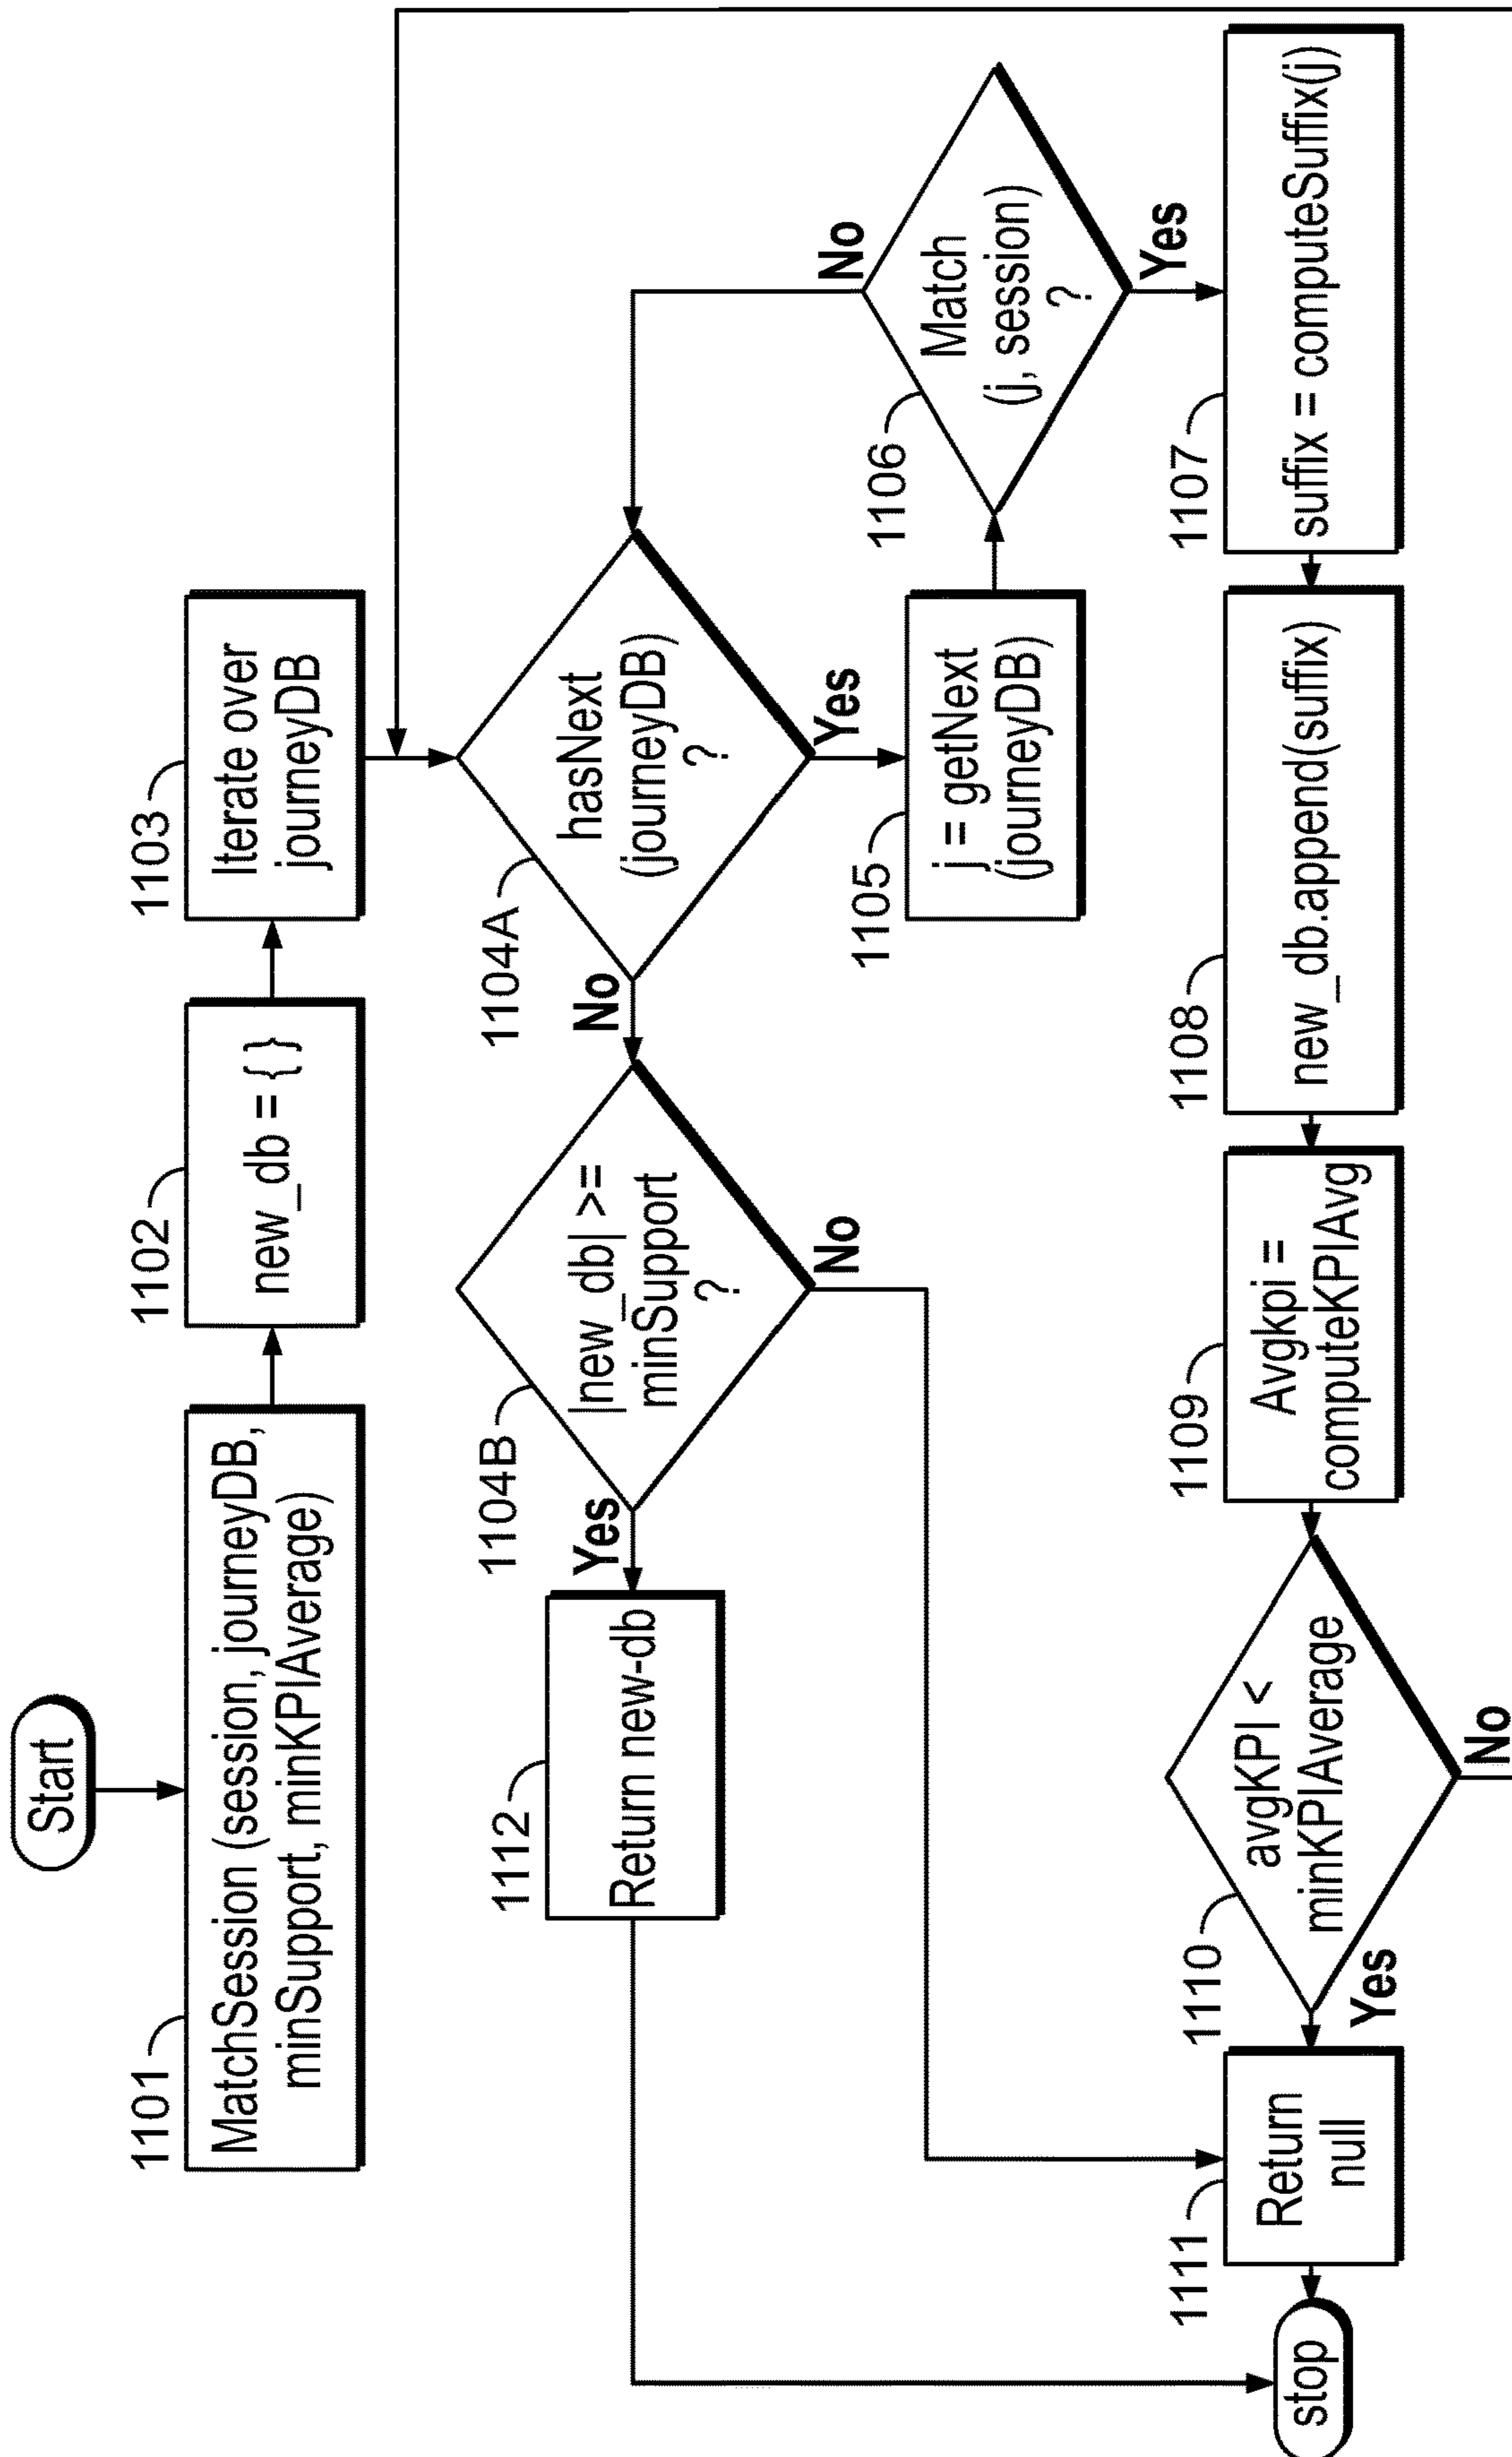 Start
1101
MatchSession (session, journeyDB,
minSupport, minKPIAverage)
1102
new_db = { }
1103
Iterate over
journeyDB
1104A
hasNext
(journeyDB)
?
No
Yes
1104B
|new_db| >=
minSupport
?
Yes
No
1112
Return new-db
1105
j = getNext
(journeyDB)
1106
Match
(j, session)
?
No
Yes
1107
suffix = computeSuffix(j)
1108
new_db.append(suffix)
1109
Avgkpi =
computeKPIAvg
1110
avgKPI <
minKPIAverage
Yes
No
1111
Return
null
stop